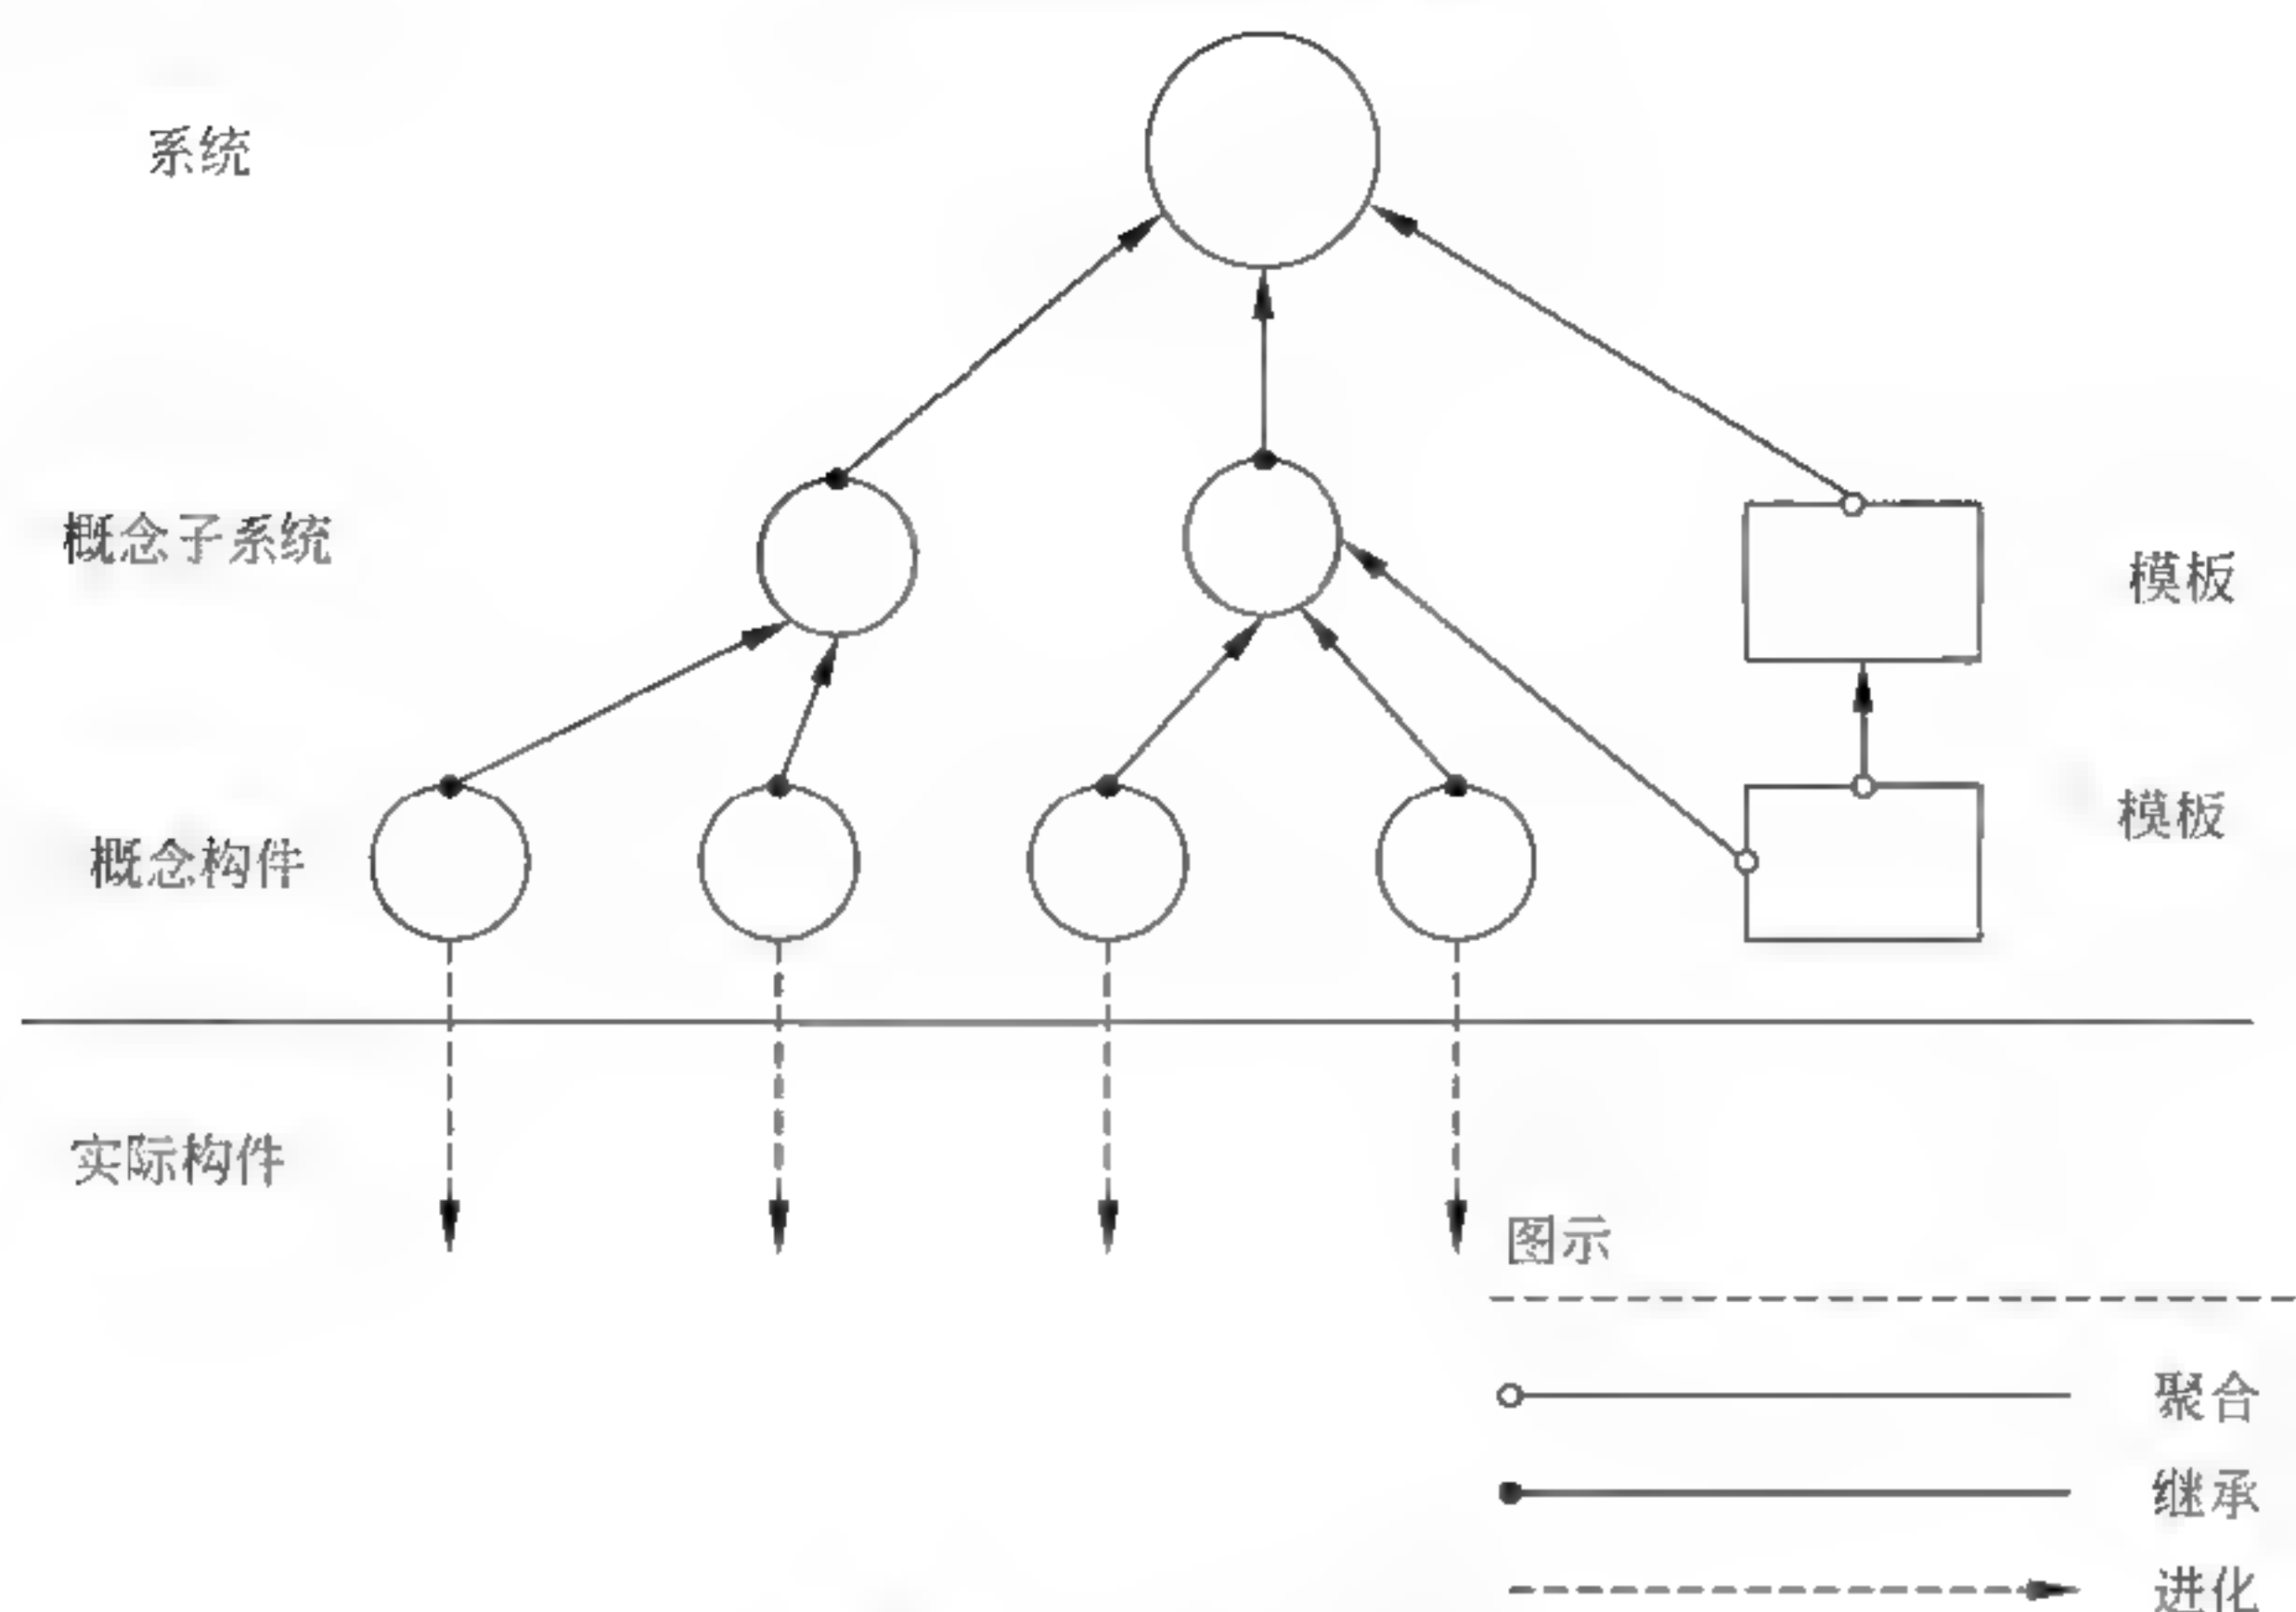 系统
概念子系统
模板
模板
概念构件
实际构件
图示
聚合
继承
进化